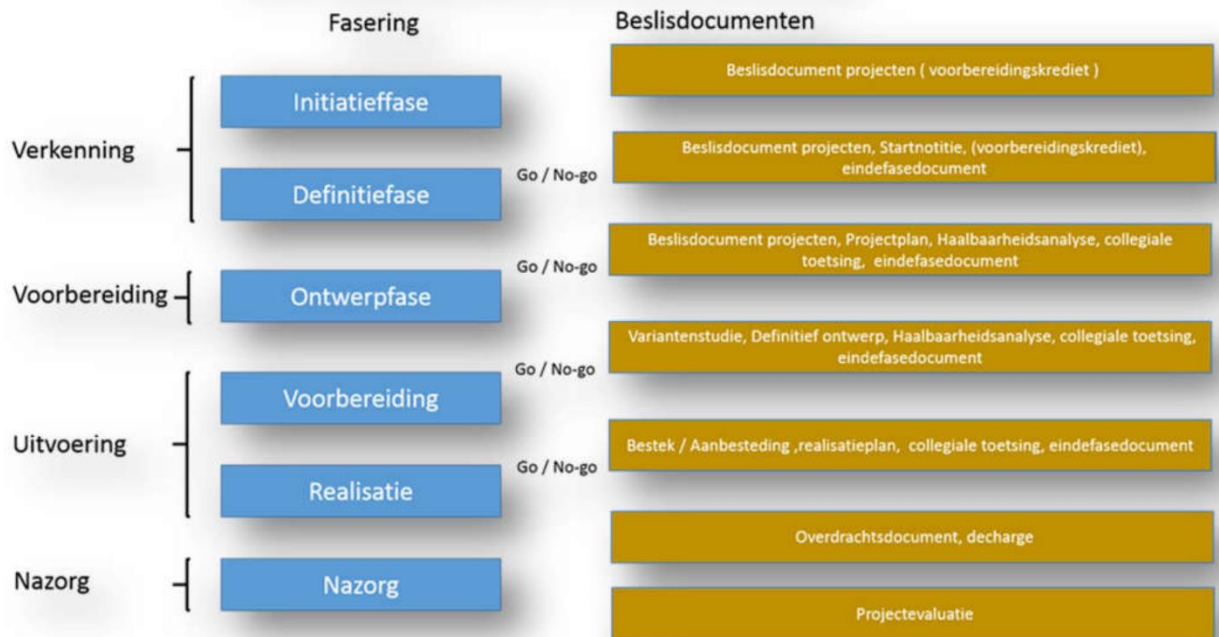 Fasering
Beslisdocumenten
Beslisdocument projecten ( voorbereidingskrediet )
Initiatieffase
Verkenning
Beslisdocument projecten, Startnotitie, (voorbereidingskrediet),
eindefasedocument
Go / No-go
Definitiefase
Beslisdocument projecten, Projectplan, Haalbaarheidsanalyse, collegiale
toetsing, eindefasedocument
Go / No-go
Voorbereiding
Ontwerpfase
Variantenstudie, Definitief ontwerp, Haalbaarheidsanalyse, collegiale toetsing,
eindefasedocument
Go / No-go
Voorbereiding
Uitvoering
Bestek / Aanbesteding ,realisatieplan, collegiale toetsing, eindefasedocument
Go / No-go
Realisatie
Overdrachtsdocument, decharge
Nazorg
Nazorg
Projectevaluatie